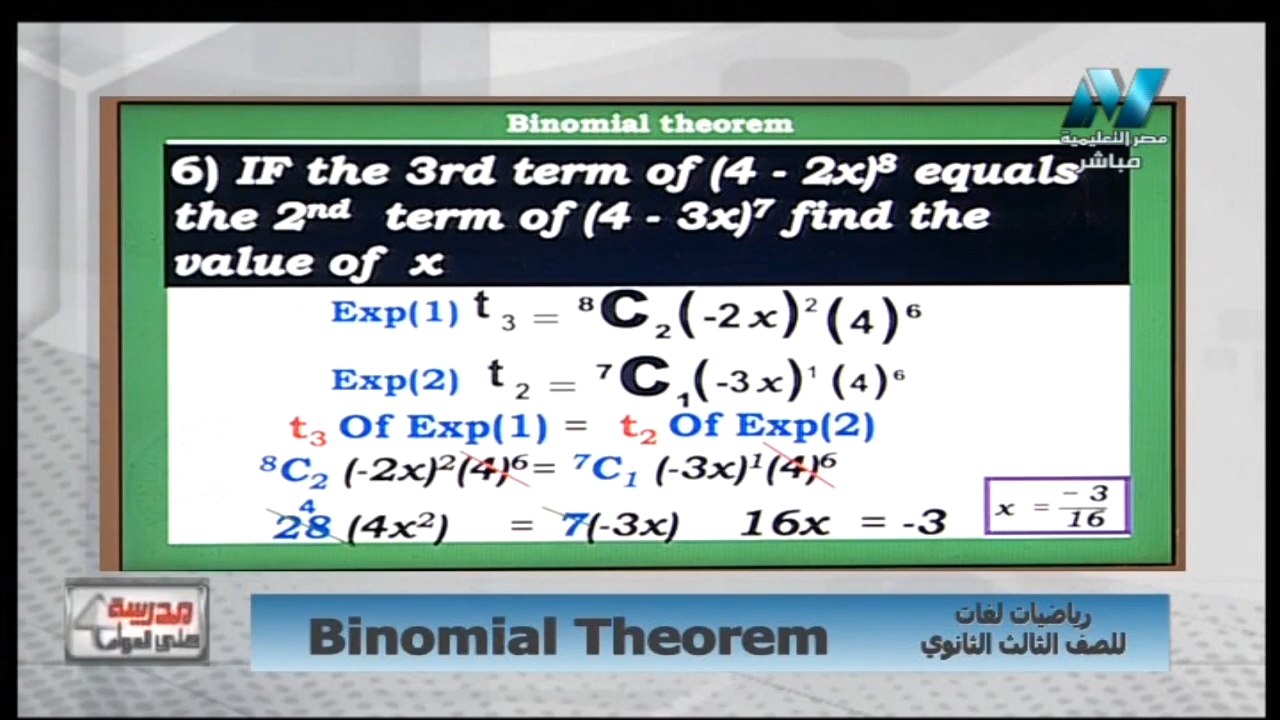 Binomial theorem
مصر التعليمية
مباشر
6) IF the 3rd term of (4 - 2x)⁸ equals
the 2ⁿᵈ term of (4 - 3x)⁷ find the
value of x
Exp(1) t₃ = ⁸C₂(-2x)²(4)⁶
Exp(2) t₂ = ⁷C₁(-3x)¹(4)⁶
t₃ Of Exp(1) = t₂ Of Exp(2)
⁸C₂ (-2x)²(4)⁶ = ⁷C₁ (-3x)¹(4)⁶
4
28 (4x²) = 7(-3x) 16x = -3 x = -3/16
مدرسة
على الهواء
Binomial Theorem
رياضيات لغات
للصف الثالث الثانوي